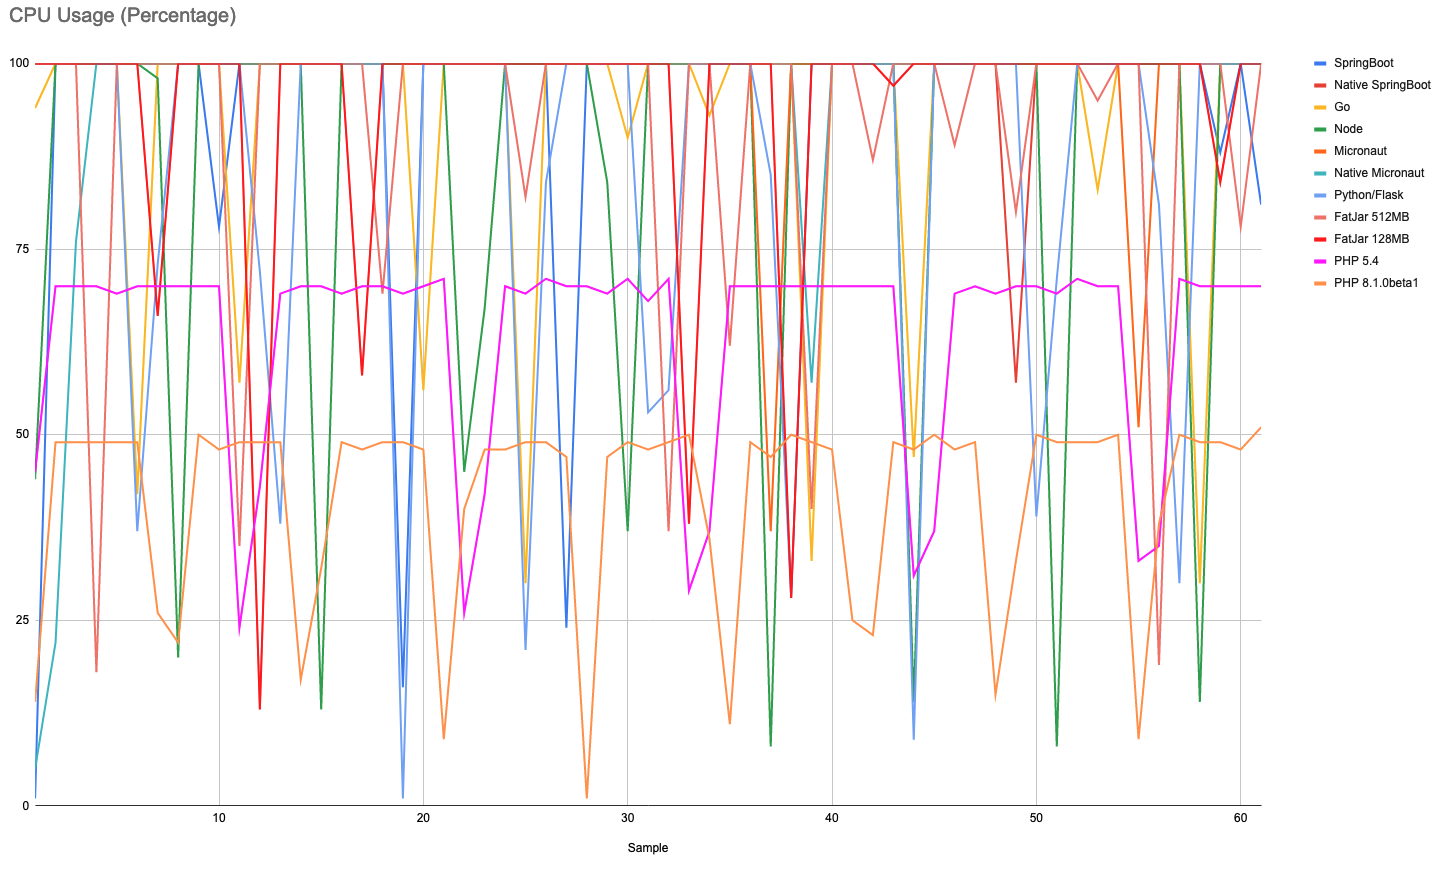 CPU Usage (Percentage)
100
75
50
25
0
10
20
30
40
50
60
Sample
SpringBoot
Native SpringBoot
Go
Node
Micronaut
Native Micronaut
Python/Flask
FatJar 512MB
FatJar 128MB
PHP 5.4
PHP 8.1.0beta1